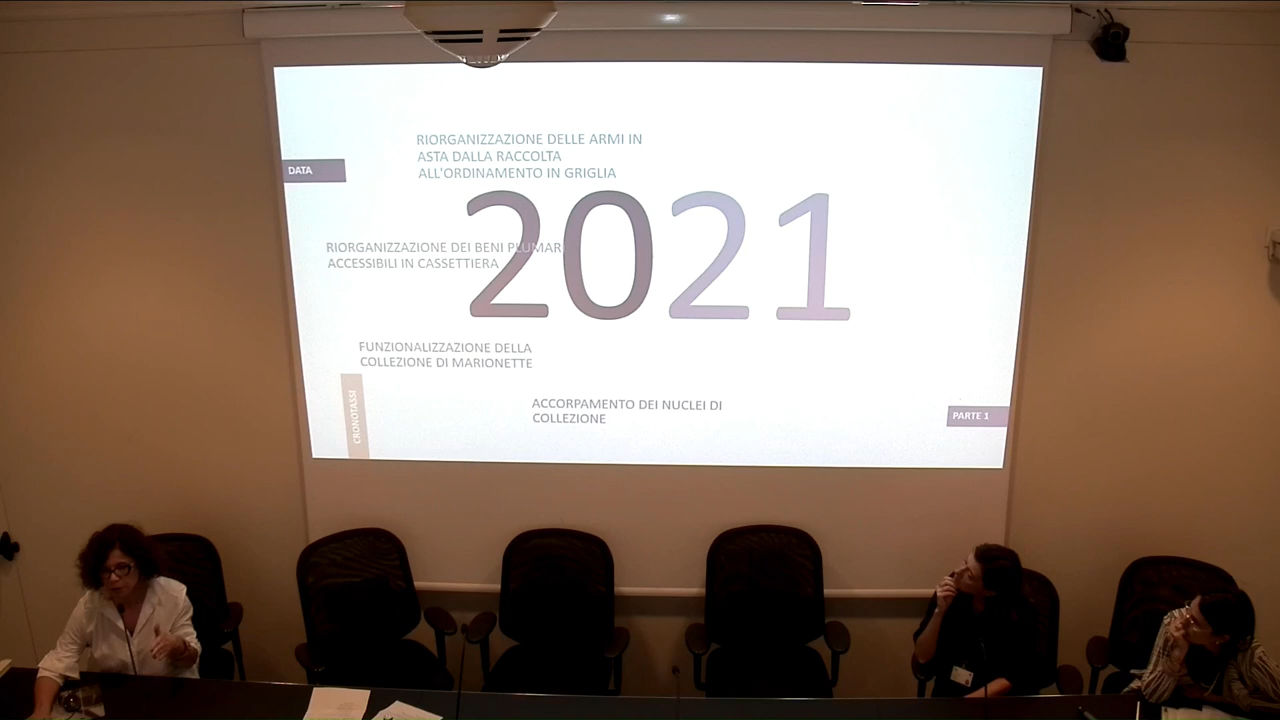 RIORGANIZZAZIONE DELLE ARMI IN
ASTA DALLA RACCOLTA
ALL'ORDINAMENTO IN GRIGLIA
DATA
2021
RIORGANIZZAZIONE DEI BENI PLUMAR
ACCESSIBILI IN CASSETTIERA
FUNZIONALIZZAZIONE DELLA
COLLEZIONE DI MARIONETTE
CRONOTASSI
ACCORPAMENTO DEI NUCLEI DI
COLLEZIONE
PARTE 1